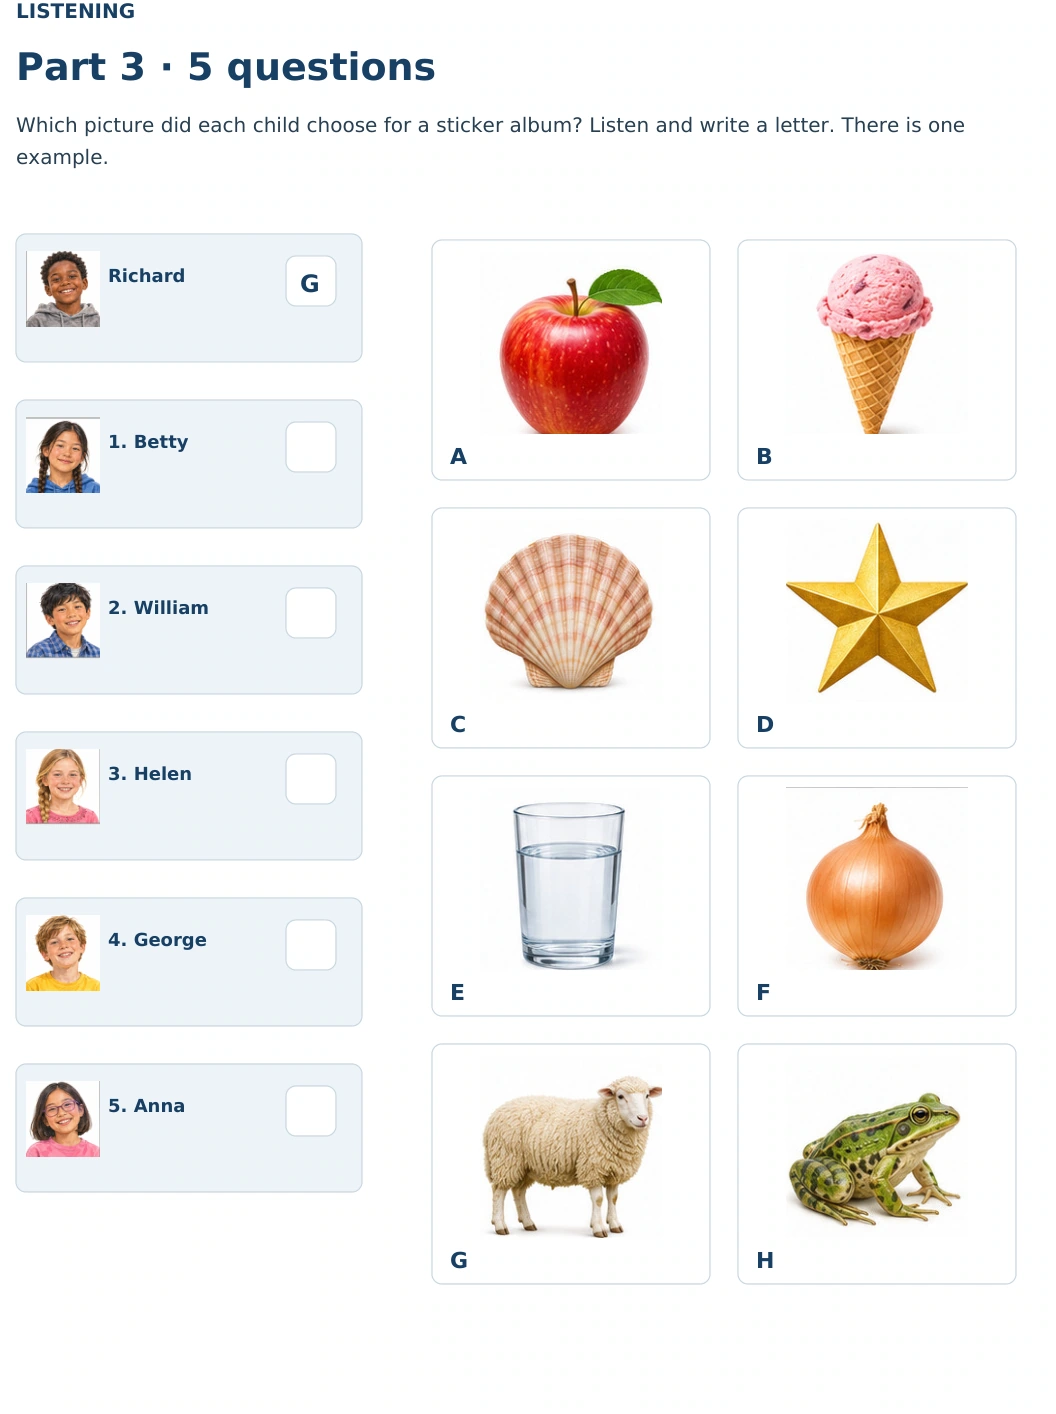 LISTENING
Part 3 · 5 questions
Which picture did each child choose for a sticker album? Listen and write a letter. There is one
example.
Richard
G
1. Betty
2. William
3. Helen
4. George
5. Anna
A
B
C
D
E
F
G
H